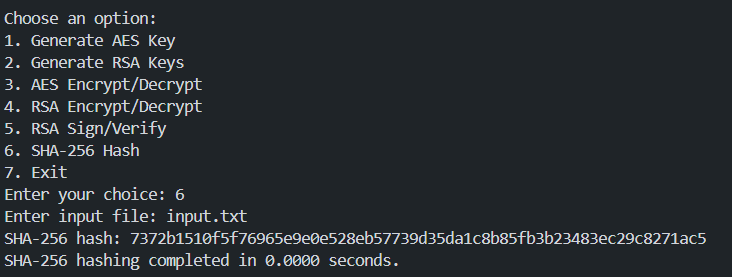 Choose an option:
1. Generate AES Key
2. Generate RSA Keys
3. AES Encrypt/Decrypt
4. RSA Encrypt/Decrypt
5. RSA Sign/Verify
6. SHA-256 Hash
7. Exit
Enter your choice: 6
Enter input file: input.txt
SHA-256 hash: 7372b1510f5f76965e9e0e528eb57739d35da1c8b85fb3b23483ec29c8271ac5
SHA-256 hashing completed in 0.0000 seconds.